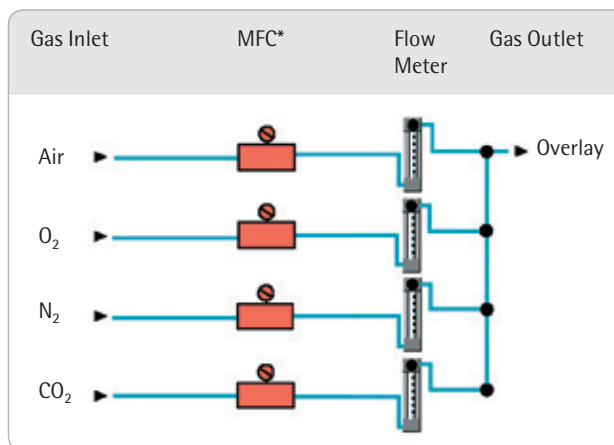 Gas Inlet MFC* Flow Meter Gas Outlet
Air Overlay
O₂
N₂
CO₂